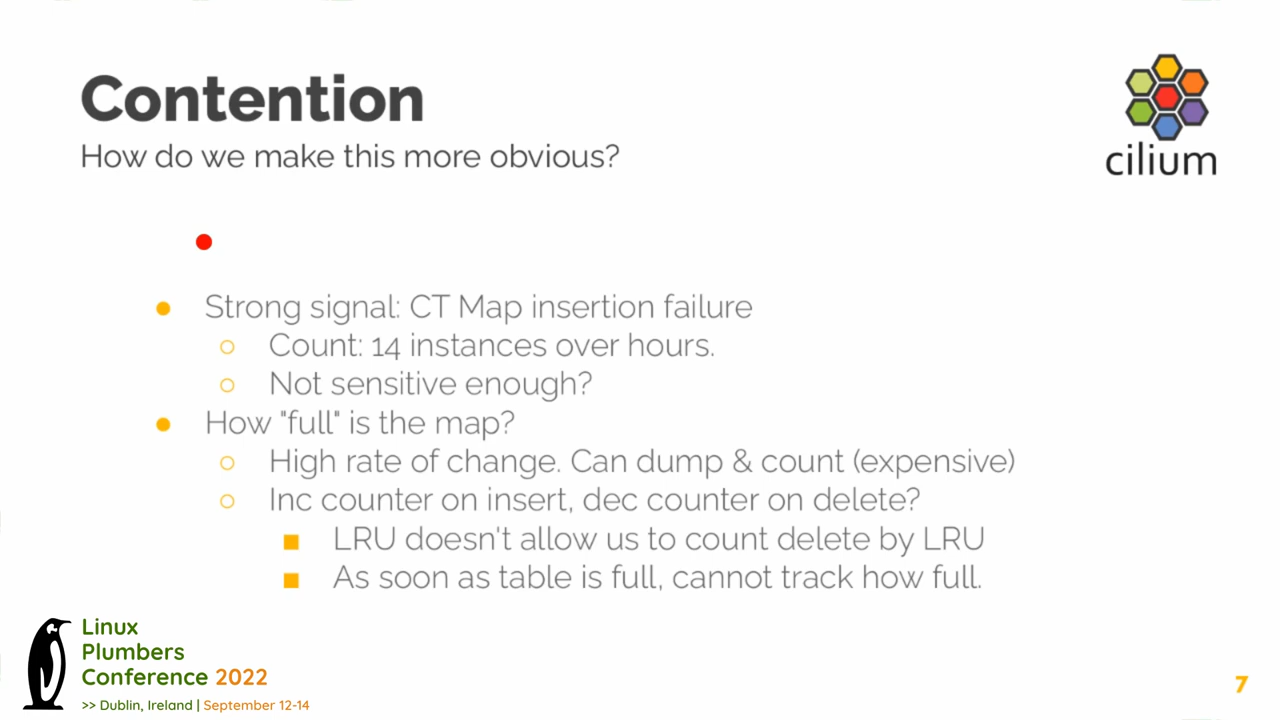 Contention
How do we make this more obvious?
cilium
● Strong signal: CT Map insertion failure
○ Count: 14 instances over hours.
○ Not sensitive enough?
● How "full" is the map?
○ High rate of change. Can dump & count (expensive)
○ Inc counter on insert, dec counter on delete?
■ LRU doesn't allow us to count delete by LRU
■ As soon as table is full, cannot track how full.
Linux
Plumbers
Conference 2022
>> Dublin, Ireland | September 12-14
7